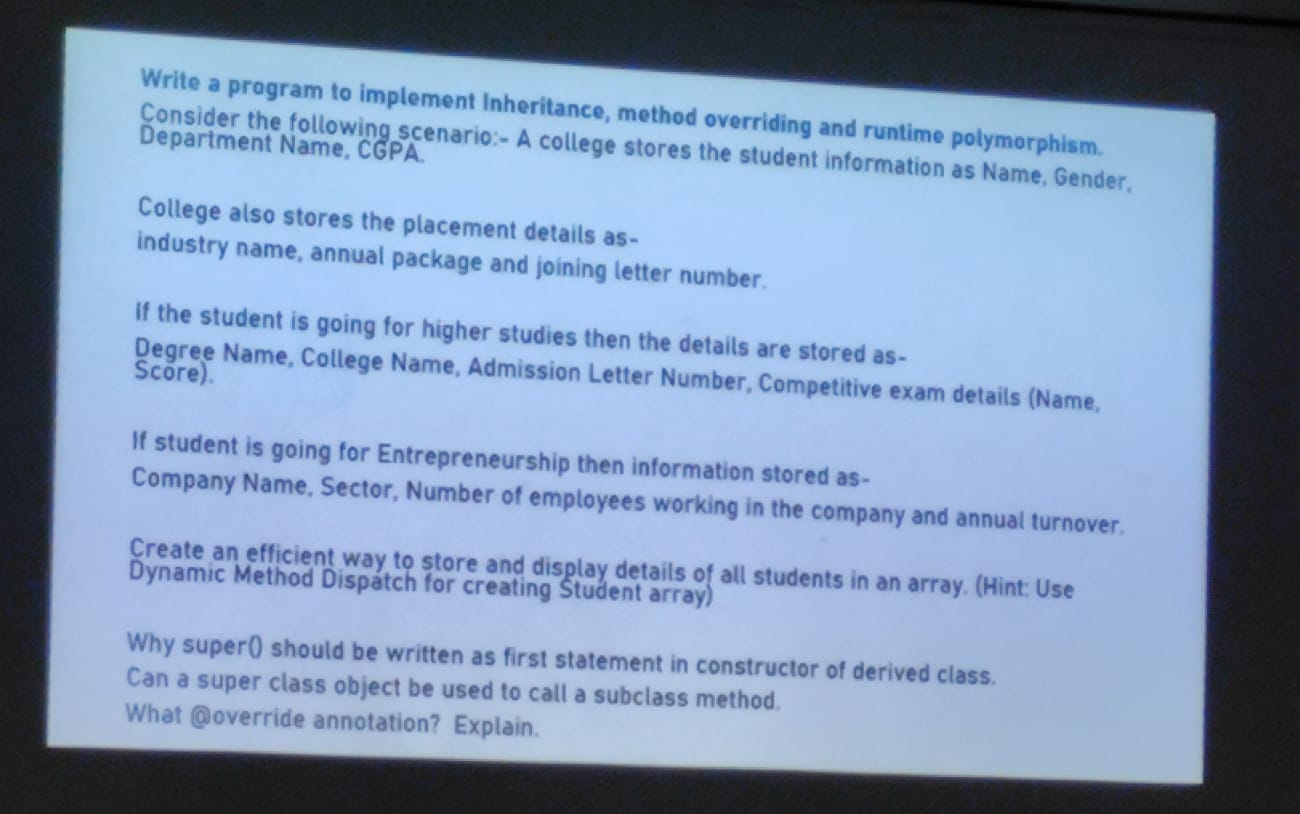 Write a program to implement Inheritance, method overriding and runtime polymorphism.
Consider the following scenario:- A college stores the student information as Name, Gender,
Department Name, CGPA.
College also stores the placement details as-
industry name, annual package and joining letter number.
If the student is going for higher studies then the details are stored as-
Degree Name, College Name, Admission Letter Number, Competitive exam details (Name,
Score).
If student is going for Entrepreneurship then information stored as-
Company Name, Sector, Number of employees working in the company and annual turnover.
Create an efficient way to store and display details of all students in an array. (Hint: Use
Dynamic Method Dispatch for creating Student array)
Why super() should be written as first statement in constructor of derived class.
Can a super class object be used to call a subclass method.
What @override annotation? Explain.